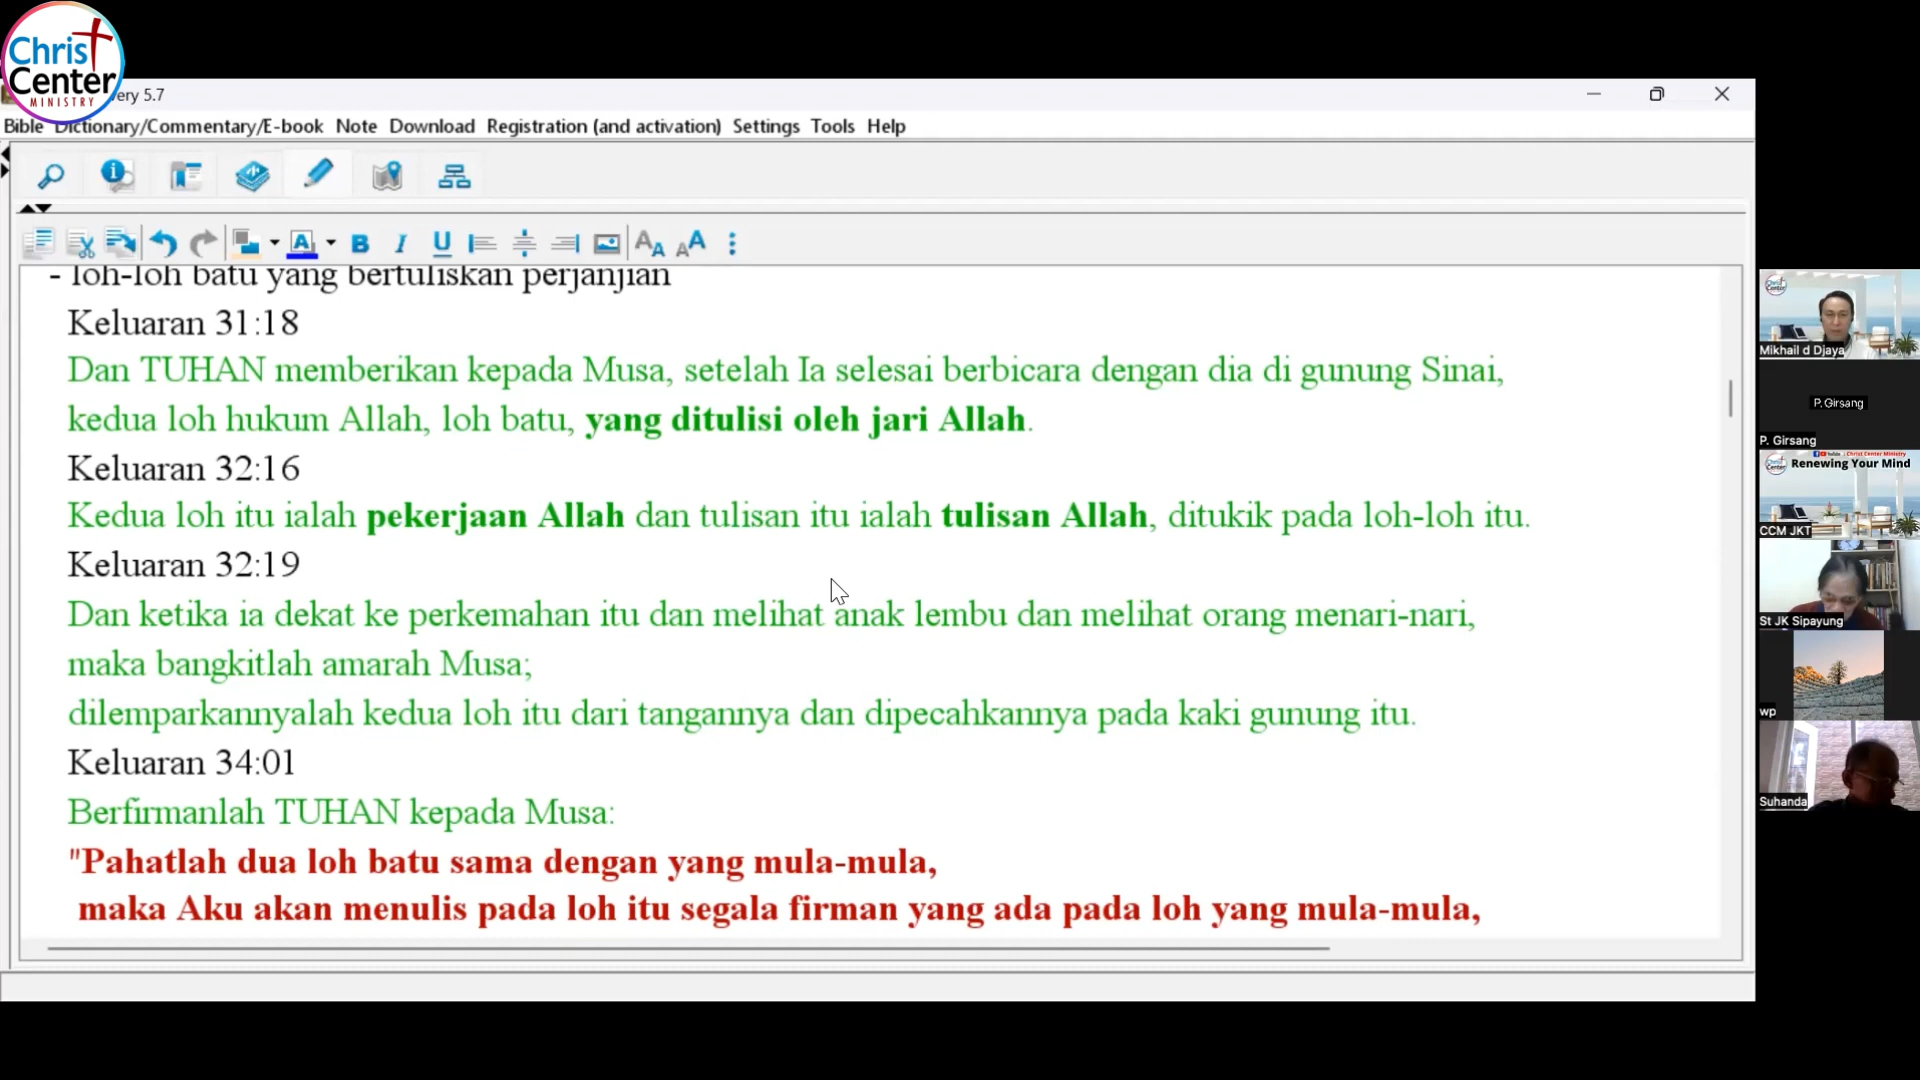 Christ
Center
MINISTRY
ery 5.7
Bible Dictionary/Commentary/E-book Note Download Registration (and activation) Settings Tools Help
- loh-loh batu yang bertuliskan perjanjian
Keluaran 31:18
Dan TUHAN memberikan kepada Musa, setelah Ia selesai berbicara dengan dia di gunung Sinai,
kedua loh hukum Allah, loh batu, yang ditulisi oleh jari Allah.
Keluaran 32:16
Kedua loh itu ialah pekerjaan Allah dan tulisan itu ialah tulisan Allah, ditukik pada loh-loh itu.
Keluaran 32:19
Dan ketika ia dekat ke perkemahan itu dan melihat anak lembu dan melihat orang menari-nari,
maka bangkitlah amarah Musa;
dilemparkannyalah kedua loh itu dari tangannya dan dipecahkannya pada kaki gunung itu.
Keluaran 34:01
Berfirmanlah TUHAN kepada Musa:
"Pahatlah dua loh batu sama dengan yang mula-mula,
maka Aku akan menulis pada loh itu segala firman yang ada pada loh yang mula-mula,
Mikhail d Djaya
P. Girsang
P. Girsang
Christ Center Ministry
Renewing Your Mind
CCM JKT
St JK Sipayung
wp
Suhanda